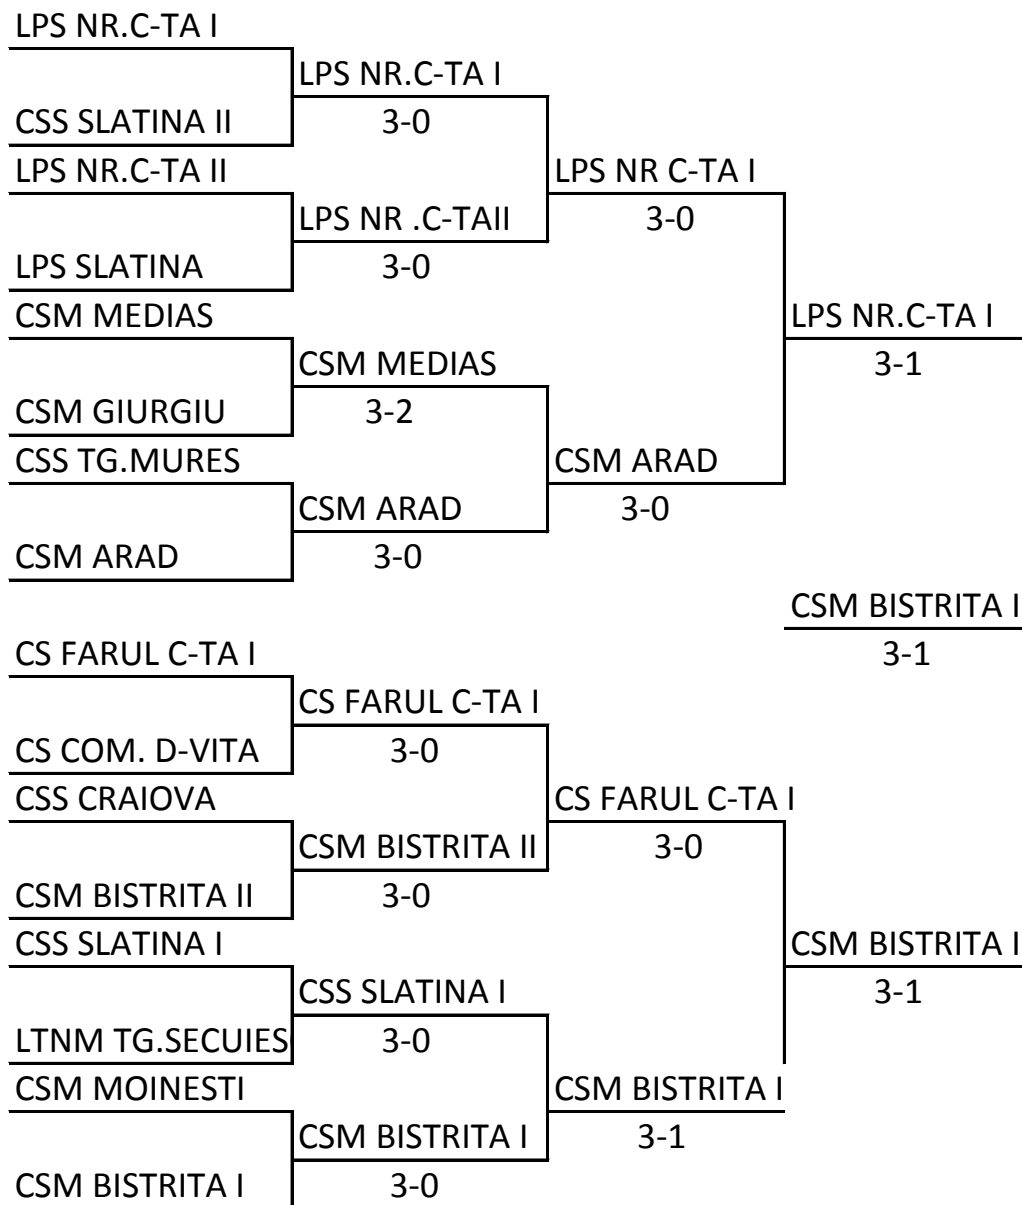 LPS NR.C-TA I
LPS NR.C-TA I
CSS SLATINA II 3-0
LPS NR.C-TA II LPS NR C-TA I
LPS NR .C-TAII 3-0
LPS SLATINA 3-0
CSM MEDIAS LPS NR.C-TA I
CSM MEDIAS 3-1
CSM GIURGIU 3-2
CSS TG.MURES CSM ARAD
CSM ARAD 3-0
CSM ARAD 3-0
CSM BISTRITA I
CS FARUL C-TA I 3-1
CS FARUL C-TA I
CS COM. D-VITA 3-0
CSS CRAIOVA CS FARUL C-TA I
CSM BISTRITA II 3-0
CSM BISTRITA II 3-0
CSS SLATINA I CSM BISTRITA I
CSS SLATINA I 3-1
LTNM TG.SECUIES 3-0
CSM MOINESTI CSM BISTRITA I
CSM BISTRITA I 3-1
CSM BISTRITA I 3-0